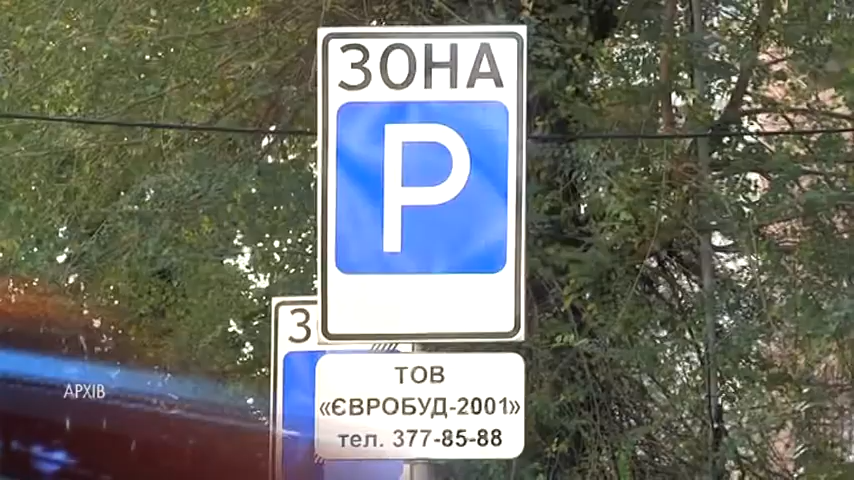 ЗОНА
P
З
ТОВ
«ЄВРОБУД-2001»
тел. 377-85-88
АРХІВ